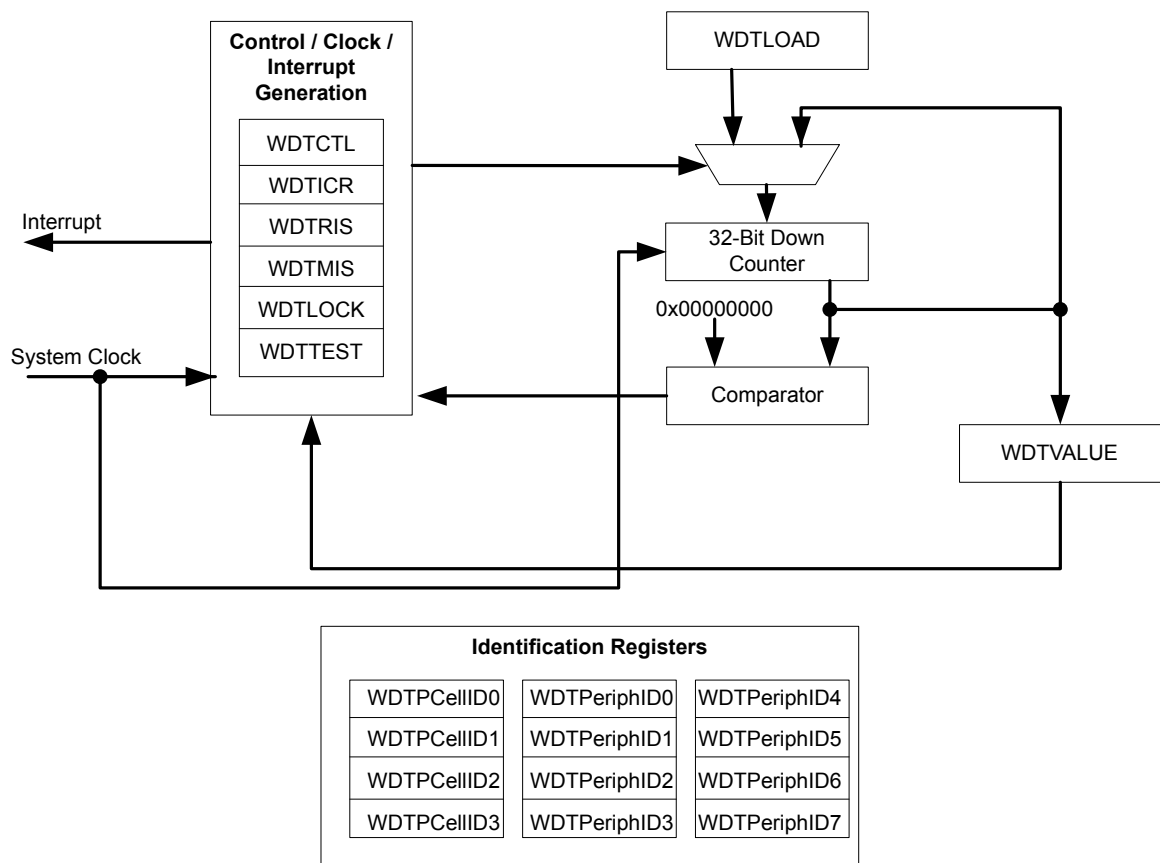 Control / Clock /
Interrupt
Generation
WDTCTL
WDTICR
WDTRIS
WDTMIS
WDTLOCK
WDTTEST
Interrupt
System Clock
WDTLOAD
32-Bit Down
Counter
0x00000000
Comparator
WDTVALUE
Identification Registers
WDTPCellID0
WDTPeriphID0
WDTPeriphID4
WDTPCellID1
WDTPeriphID1
WDTPeriphID5
WDTPCellID2
WDTPeriphID2
WDTPeriphID6
WDTPCellID3
WDTPeriphID3
WDTPeriphID7